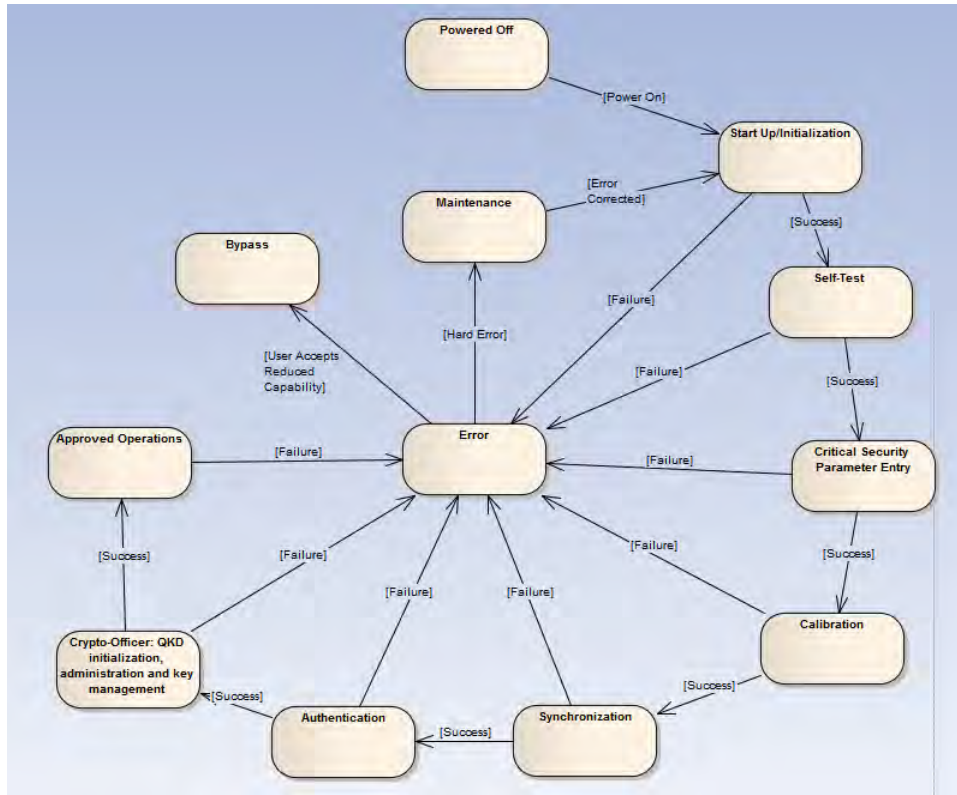 Powered Off
[Power On]
Start Up/Initialization
[Error
Corrected]
Maintenance
[Success]
Bypass
Self-Test
[Failure]
[Hard Error]
[User Accepts
Reduced
Capability]
[Failure]
[Success]
Approved Operations
Error
[Failure]
[Failure]
Critical Security
Parameter Entry
[Success]
[Failure]
[Failure]
[Success]
[Failure]
[Failure]
Calibration
Crypto-Officer: QKD
initialization,
administration and key
management
[Success]
[Success]
Authentication
Synchronization
[Success]